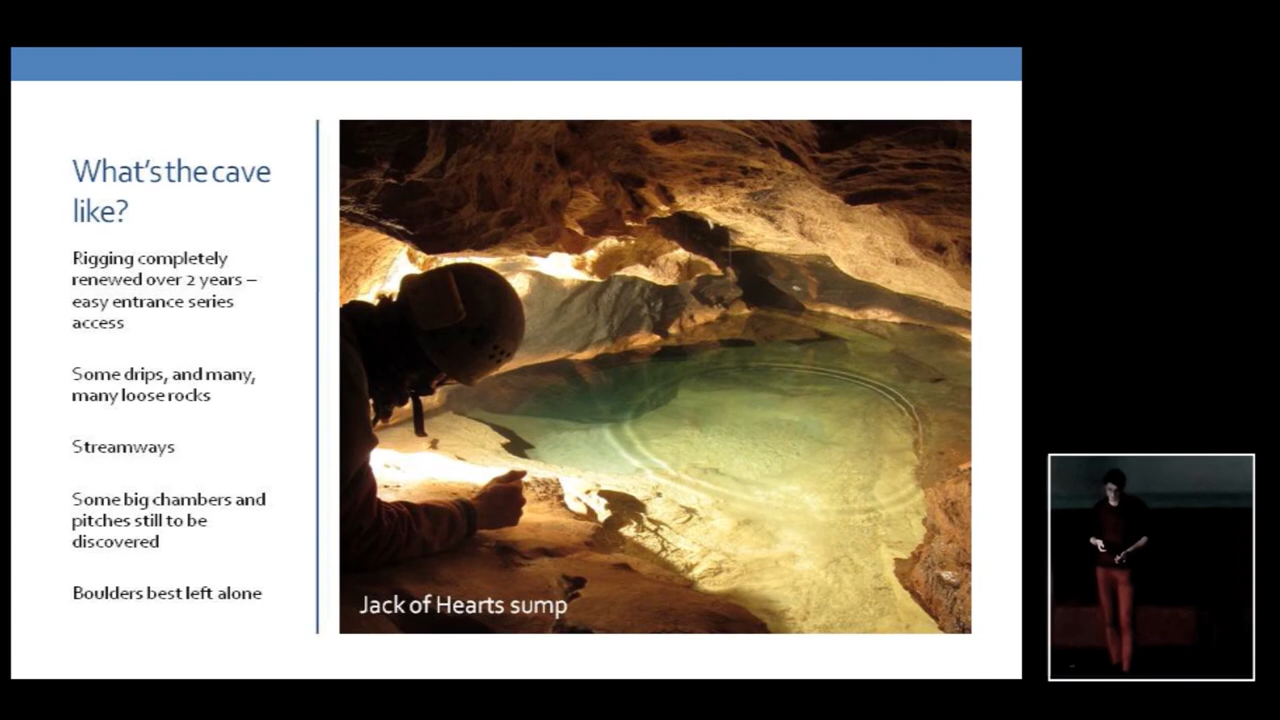 What's the cave
like?
Rigging completely
renewed over 2 years –
easy entrance series
access
Some drips, and many,
many loose rocks
Streamways
Some big chambers and
pitches still to be
discovered
Boulders best left alone
Jack of Hearts sump